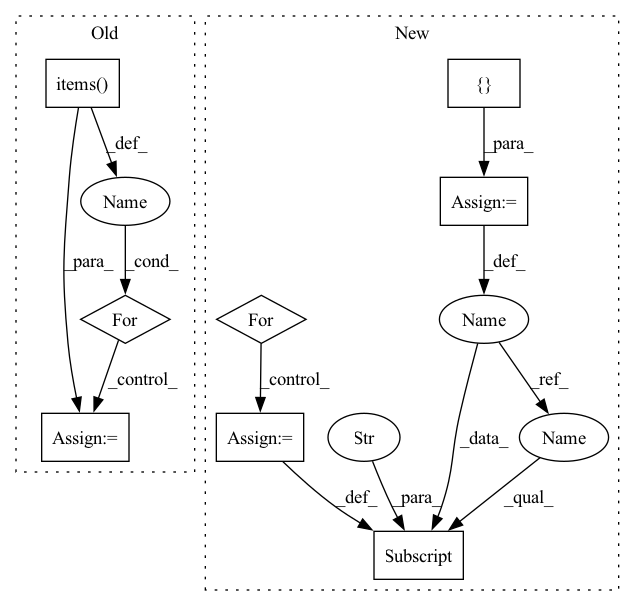 Old
New
items()
{}
_def_
_para_
Name
Assign:=
_para_
_cond_
_def_
For
For
Name
_control_
_control_
_ref_
Assign:=
Assign:=
Str
_data_
Name
_def_
_para_
_qual_
Subscript